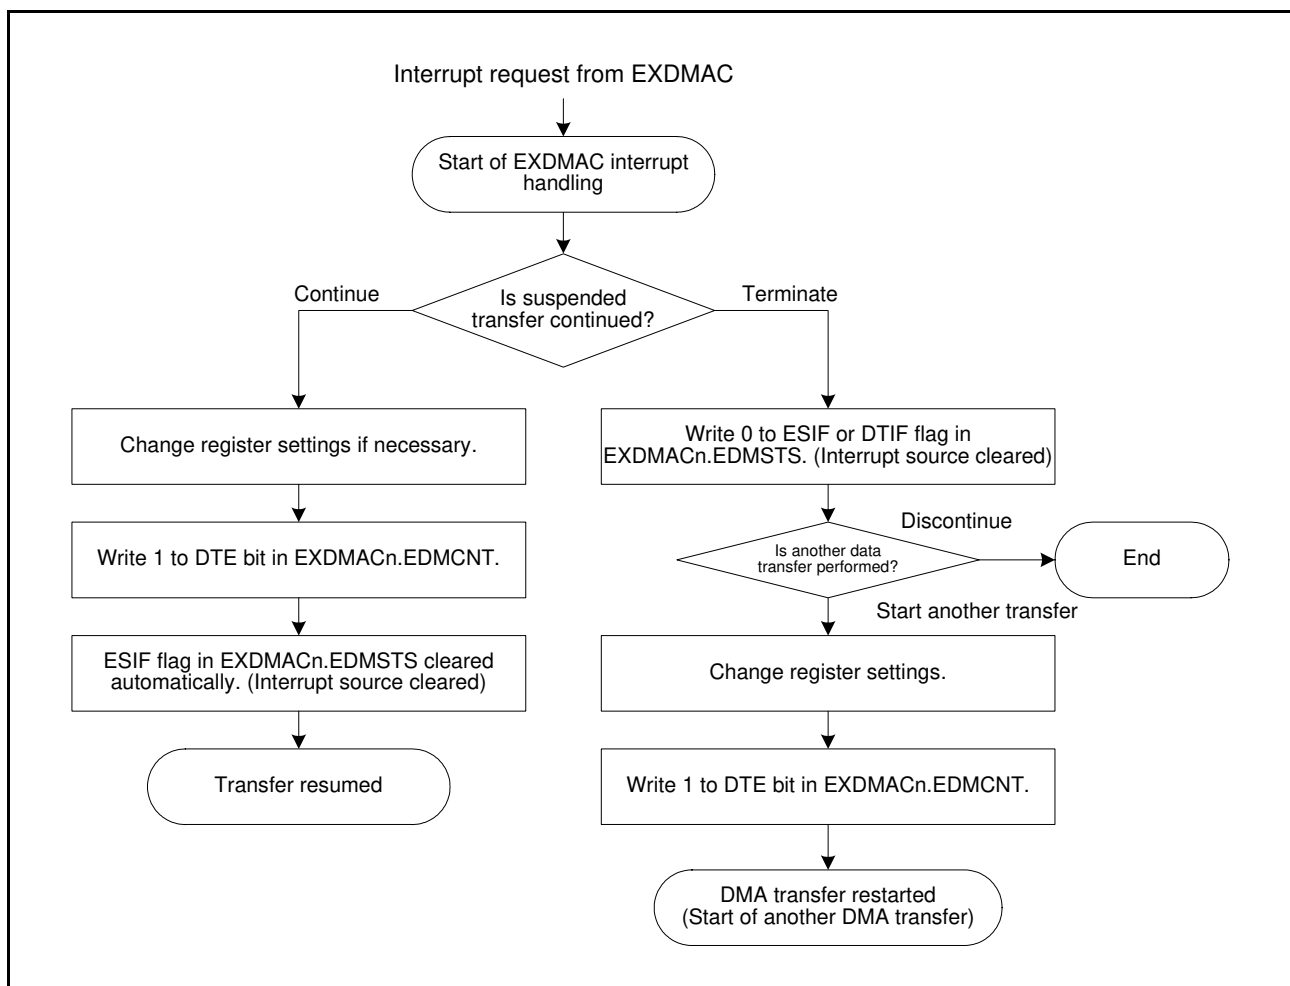 Interrupt request from EXDMAC
Start of EXDMAC interrupt
handling
Continue
Is suspended
transfer continued?
Terminate
Change register settings if necessary.
Write 1 to DTE bit in EXDMACn.EDMCNT.
ESIF flag in EXDMACn.EDMSTS cleared
automatically. (Interrupt source cleared)
Transfer resumed
Write 0 to ESIF or DTIF flag in
EXDMACn.EDMSTS. (Interrupt source cleared)
Is another data
transfer performed?
Discontinue
End
Start another transfer
Change register settings.
Write 1 to DTE bit in EXDMACn.EDMCNT.
DMA transfer restarted
(Start of another DMA transfer)